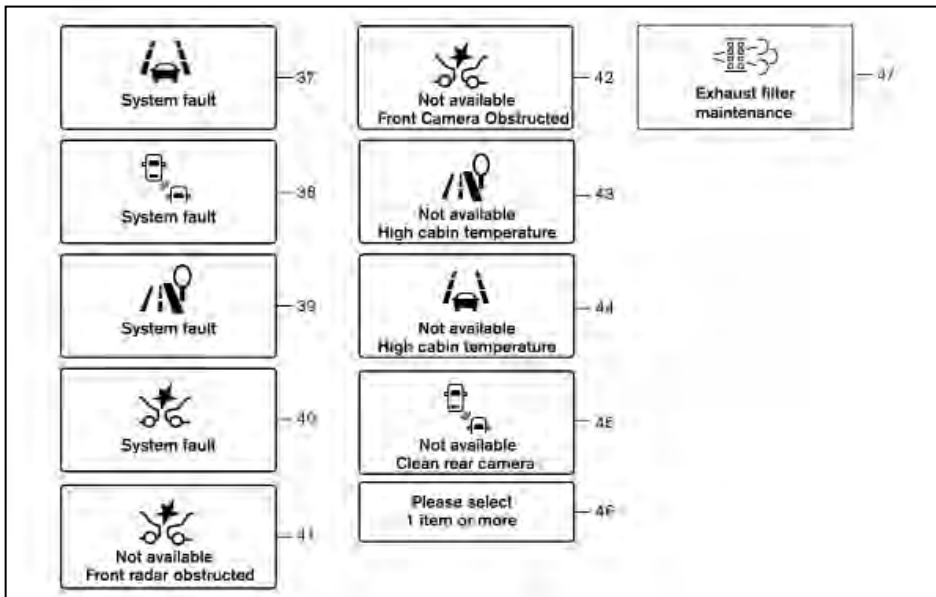 System fault
37
System fault
38
System fault
39
System fault
40
Not available
Front radar obstructed
41
Not available
Front Camera Obstructed
42
Not available
High cabin temperature
43
Not available
High cabin temperature
44
Not available
Clean rear camera
45
Please select
1 item or more
46
Exhaust filter
maintenance
47